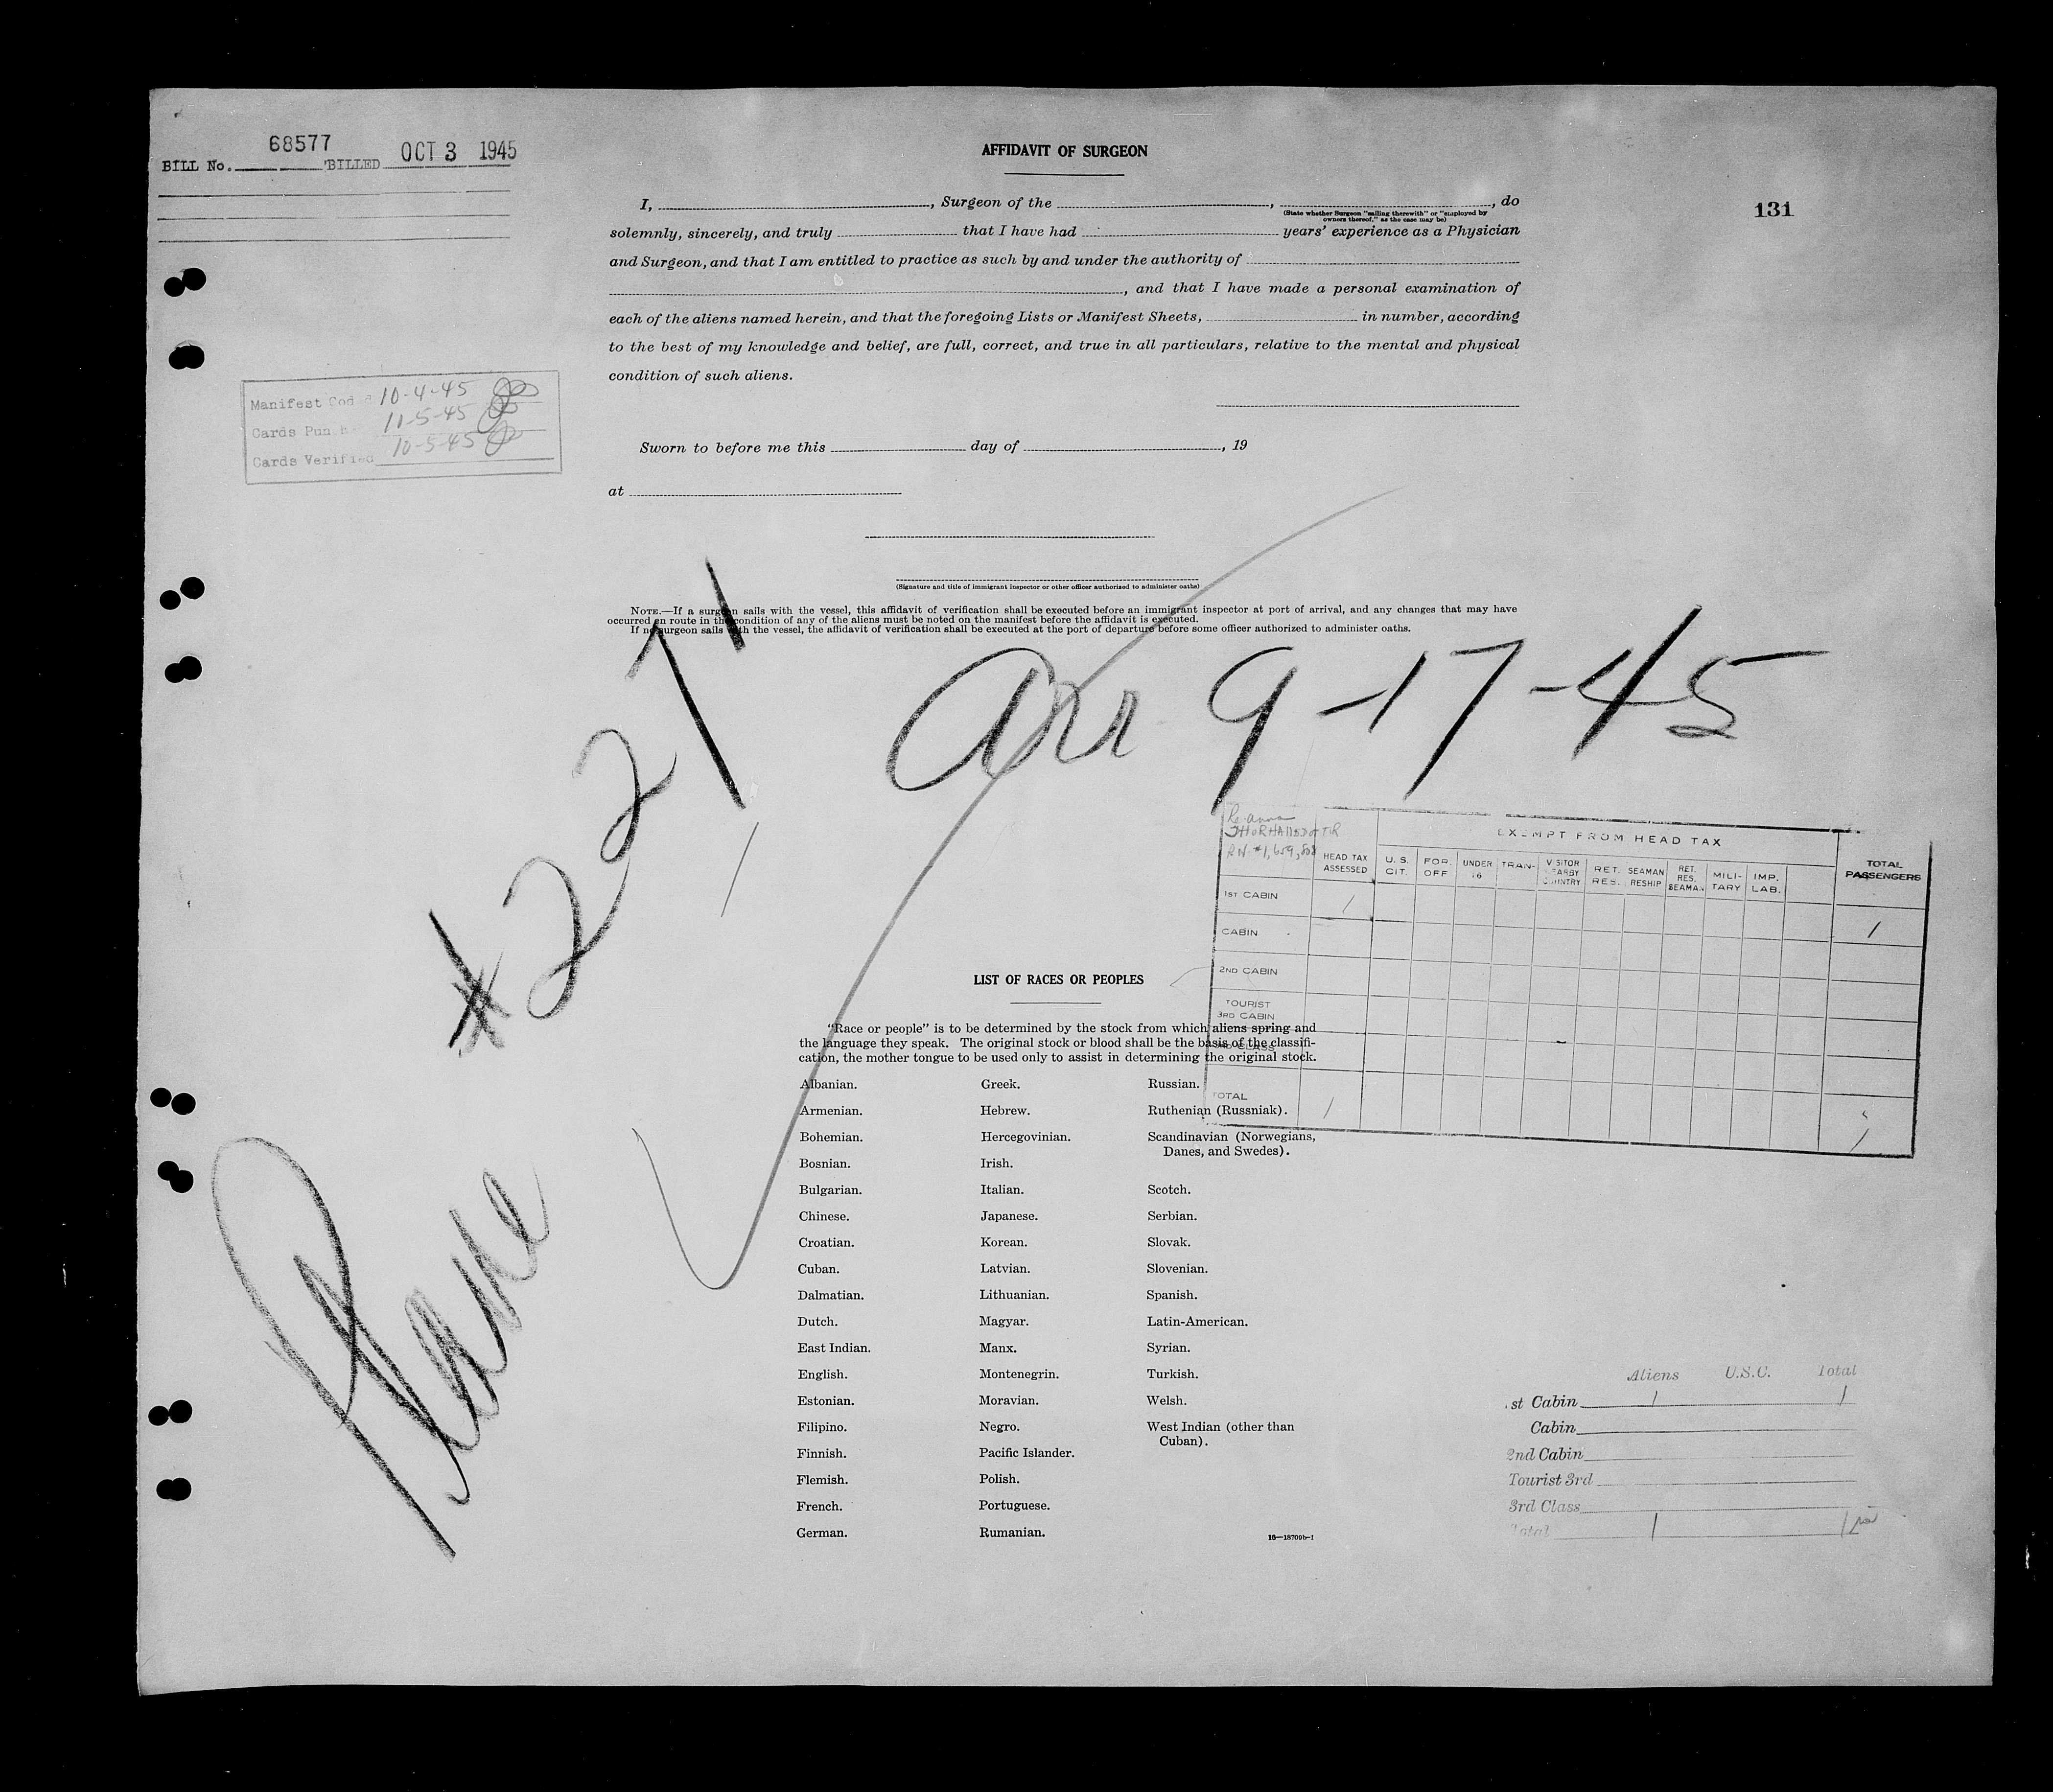 68577
BILL No. BILLED OCT 3 1945
AFFIDAVIT OF SURGEON
131
I, , Surgeon of the , , do
(State whether Surgeon "sailing therewith" or "employed by
owners thereof," as the case may be)
solemnly, sincerely, and truly that I have had years' experience as a Physician
and Surgeon, and that I am entitled to practice as such by and under the authority of
, and that I have made a personal examination of
each of the aliens named herein, and that the foregoing Lists or Manifest Sheets, in number, according
to the best of my knowledge and belief, are full, correct, and true in all particulars, relative to the mental and physical
condition of such aliens.
Manifest Coded 10-4-45
Cards Punch 11-5-45
Cards Verified 10-5-45
Sworn to before me this day of , 19
at
(Signature and title of immigrant inspector or other officer authorized to administer oaths)
NOTE.—If a surgeon sails with the vessel, this affidavit of verification shall be executed before an immigrant inspector at port of arrival, and any changes that may have
occurred en route in the condition of any of the aliens must be noted on the manifest before the affidavit is executed.
If no surgeon sails with the vessel, the affidavit of verification shall be executed at the port of departure before some officer authorized to administer oaths.
arr 9-17-45
#2271
Plane
RN #1,659,808
EXEMPT FROM HEAD TAX
HEAD TAX ASSESSED
U. S. CIT.
FOR. OFF
UNDER 16
TRAN-
VISITOR NEARBY COUNTRY
RET. RES.
SEAMAN RESHIP
RET. RES. SEAMAN
MILI- TARY
IMP. LAB.
TOTAL PASSENGERS
1ST CABIN 1
CABIN 1
2ND CABIN
TOURIST
3RD CABIN
3RD CLASS
TOTAL 1 1
LIST OF RACES OR PEOPLES
"Race or people" is to be determined by the stock from which aliens spring and
the language they speak. The original stock or blood shall be the basis of the classifi-
cation, the mother tongue to be used only to assist in determining the original stock.
Albanian. Greek. Russian.
Armenian. Hebrew. Ruthenian (Russniak).
Bohemian. Hercegovinian. Scandinavian (Norwegians,
Danes, and Swedes).
Bosnian. Irish.
Bulgarian. Italian. Scotch.
Chinese. Japanese. Serbian.
Croatian. Korean. Slovak.
Cuban. Latvian. Slovenian.
Dalmatian. Lithuanian. Spanish.
Dutch. Magyar. Latin-American.
East Indian. Manx. Syrian.
English. Montenegrin. Turkish.
Estonian. Moravian. Welsh.
Filipino. Negro. West Indian (other than
Cuban).
Finnish. Pacific Islander.
Flemish. Polish.
French. Portuguese.
German. Rumanian.
16—18709b-1
Aliens U.S.C. Total
st Cabin 1 1
Cabin
2nd Cabin
Tourist 3rd
3rd Class
Total 1 1